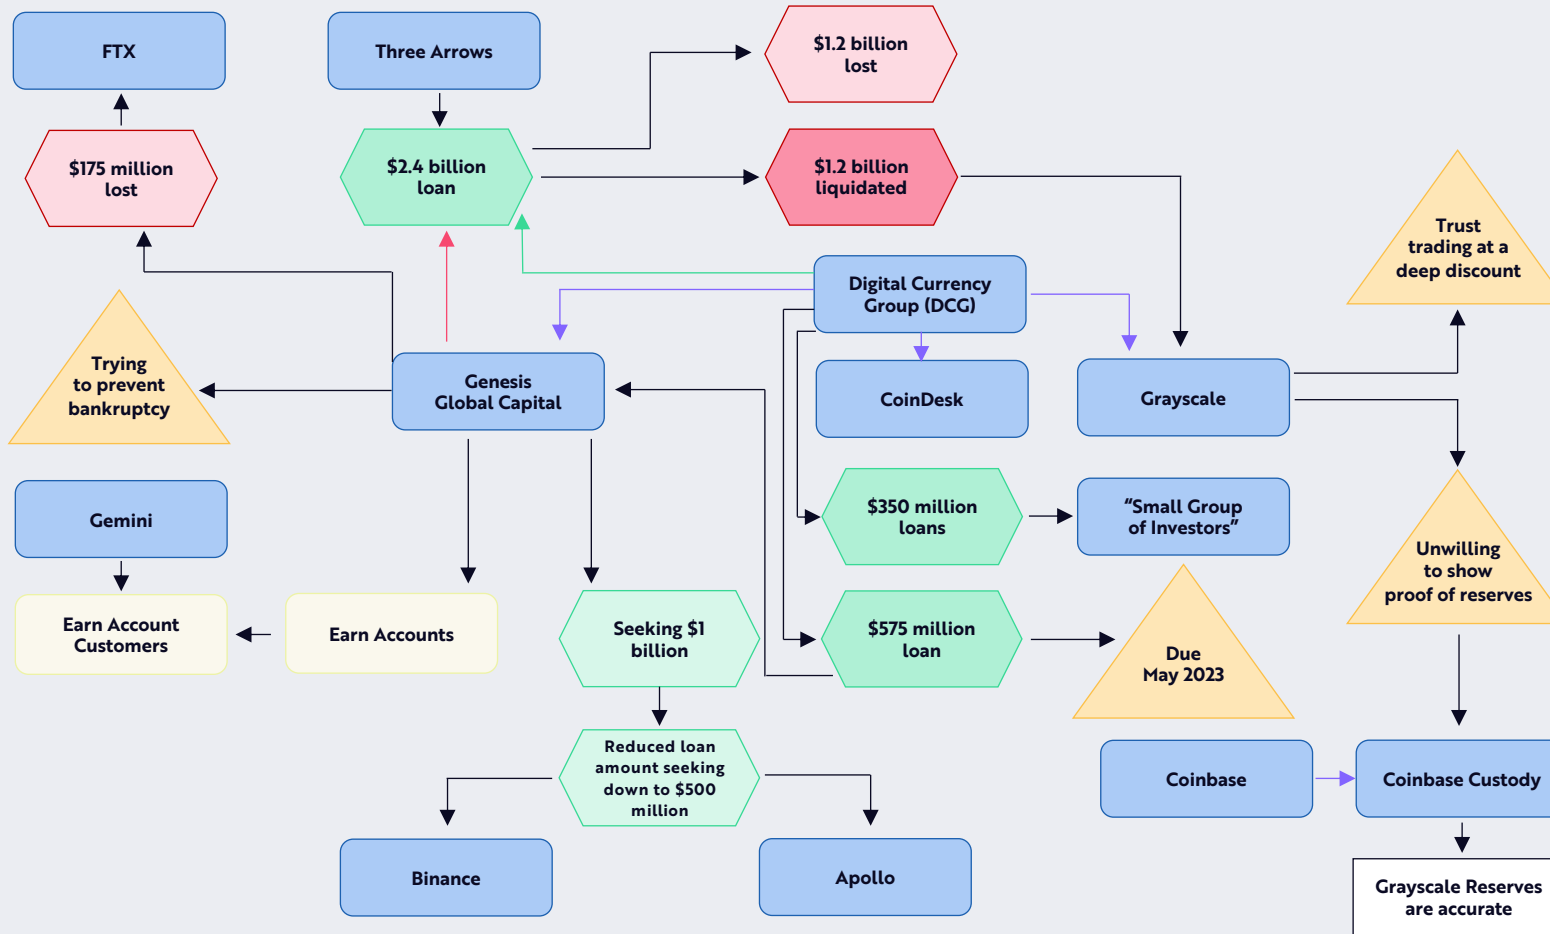 FTX
Three Arrows
$1.2 billion
lost
$175 million
lost
$2.4 billion
loan
$1.2 billion
liquidated
Trust
trading at a
deep discount
Digital Currency
Group (DCG)
Trying
to prevent
bankruptcy
Genesis
Global Capital
CoinDesk
Grayscale
Gemini
$350 million
loans
“Small Group
of Investors”
Unwilling
to show
proof of reserves
Earn Account
Customers
Earn Accounts
Seeking $1
billion
$575 million
loan
Due
May 2023
Reduced loan
amount seeking
down to $500
million
Coinbase
Coinbase Custody
Binance
Apollo
Grayscale Reserves
are accurate